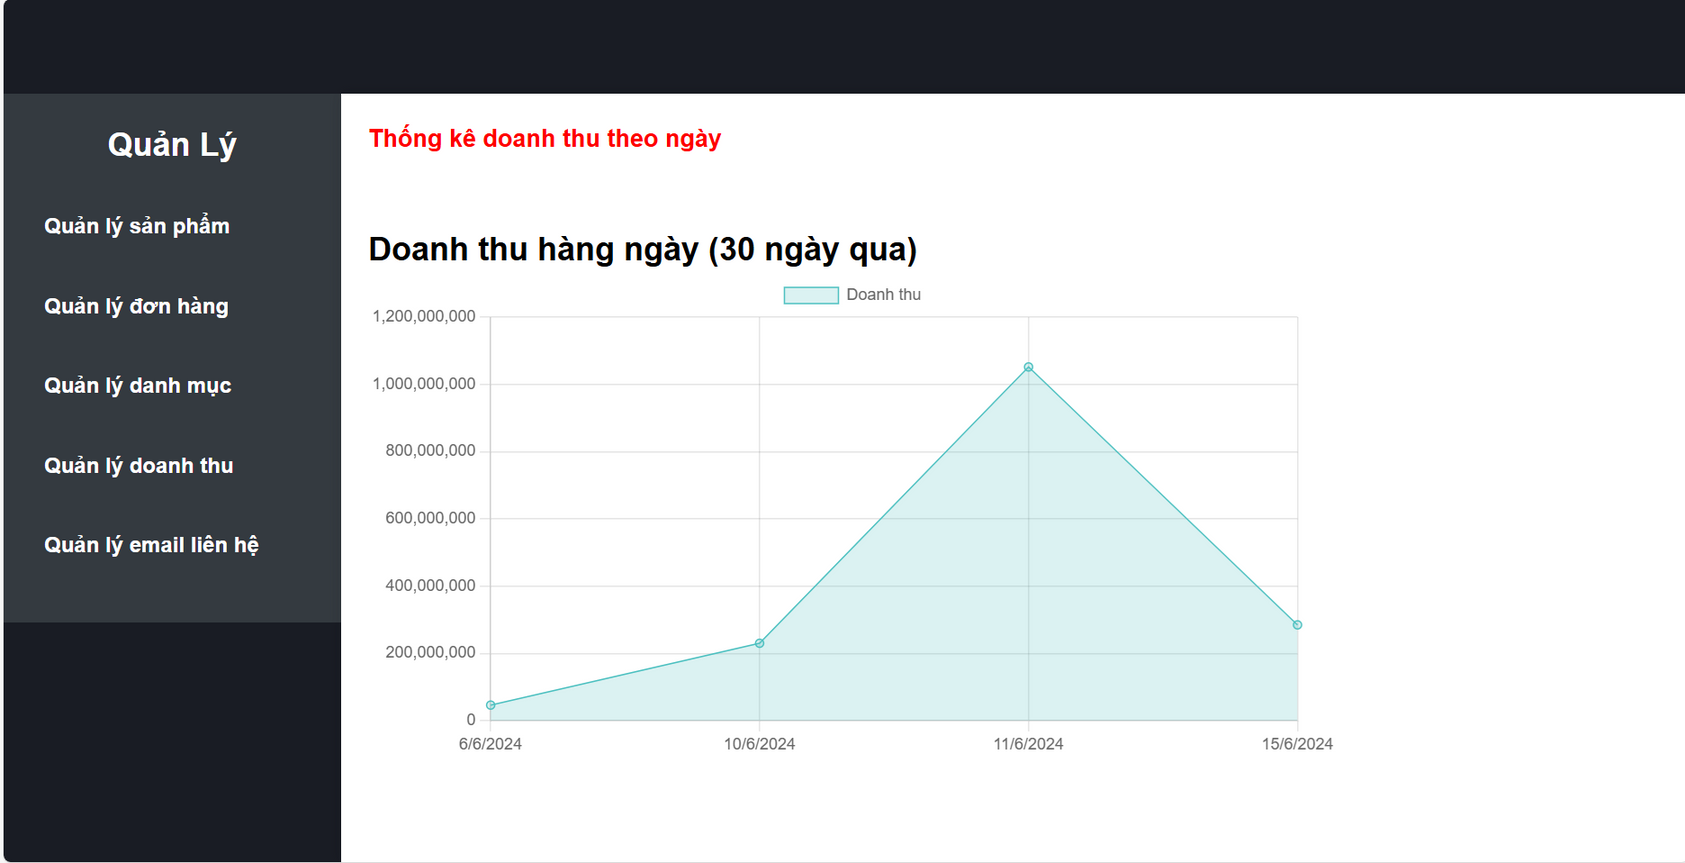 Quản Lý
Quản lý sản phẩm
Quản lý đơn hàng
Quản lý danh mục
Quản lý doanh thu
Quản lý email liên hệ
Thống kê doanh thu theo ngày
Doanh thu hàng ngày (30 ngày qua)
Doanh thu
1,200,000,000
1,000,000,000
800,000,000
600,000,000
400,000,000
200,000,000
0
6/6/2024 10/6/2024 11/6/2024 15/6/2024